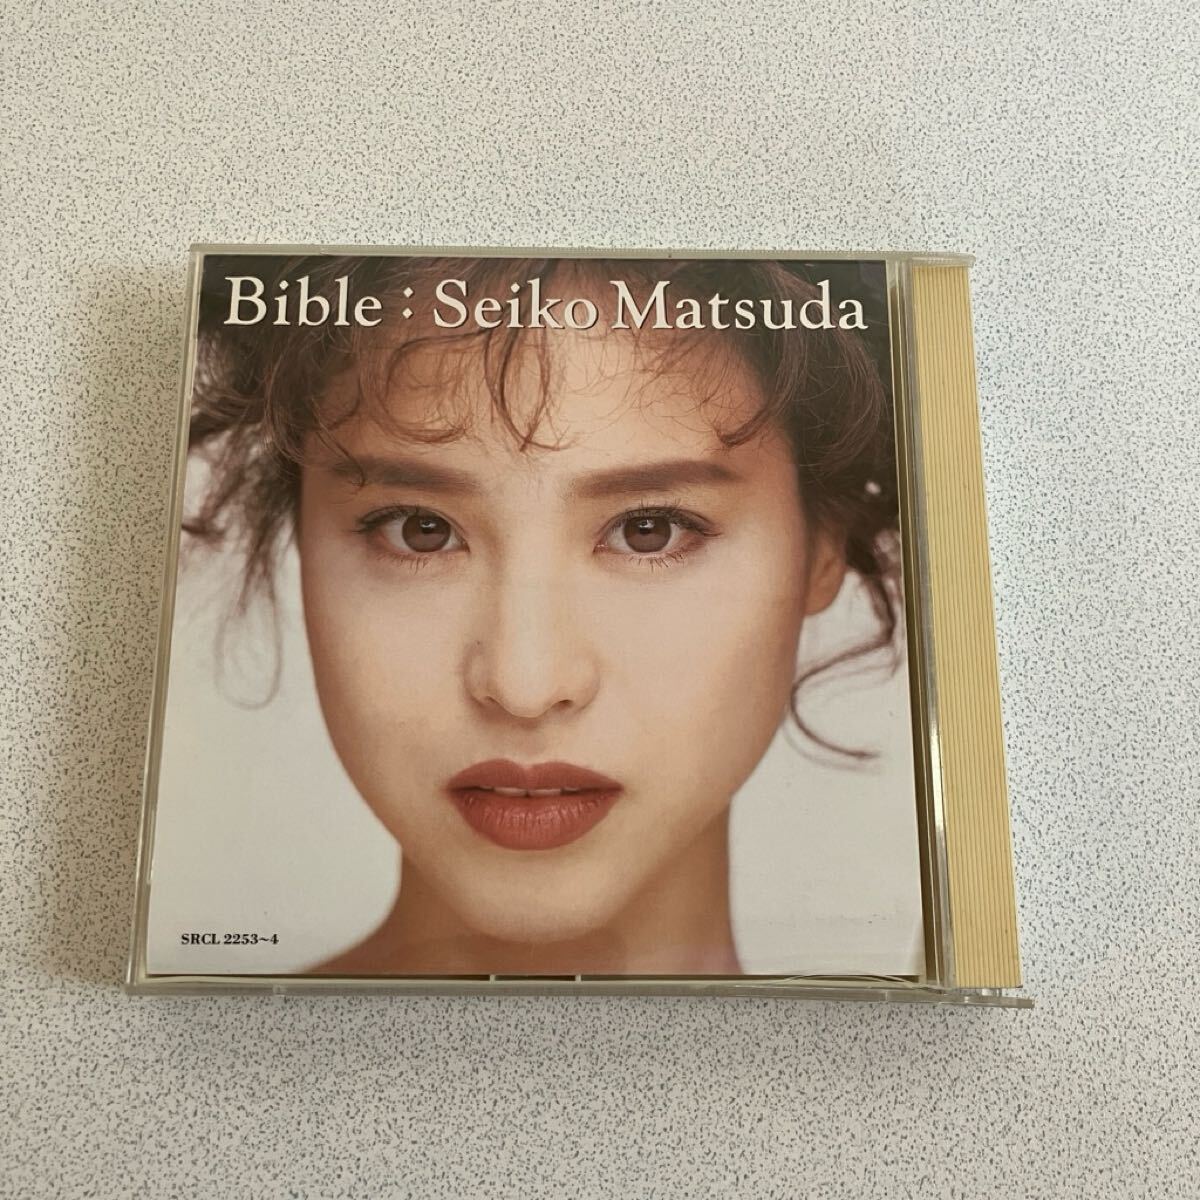 Bible : Seiko Matsuda
SRCL 2253~4